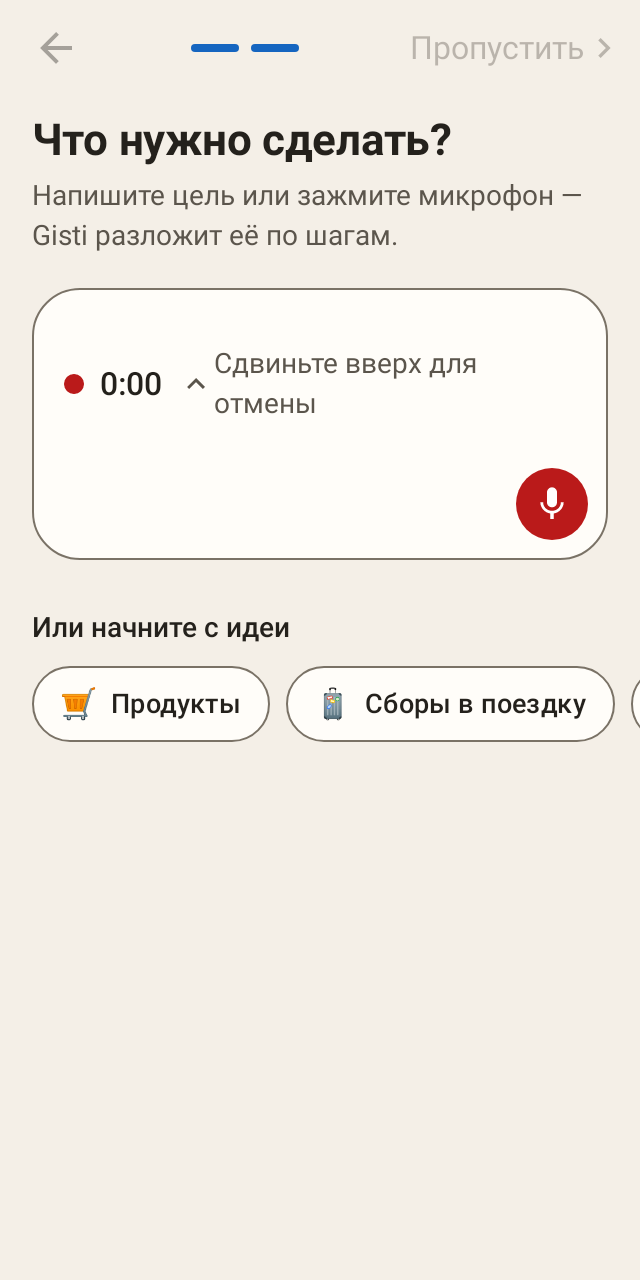 Пропустить
Что нужно сделать?
Напишите цель или зажмите микрофон —
Gisti разложит её по шагам.
0:00
Сдвиньте вверх для
отмены
Или начните с идеи
Продукты
Сборы в поездку